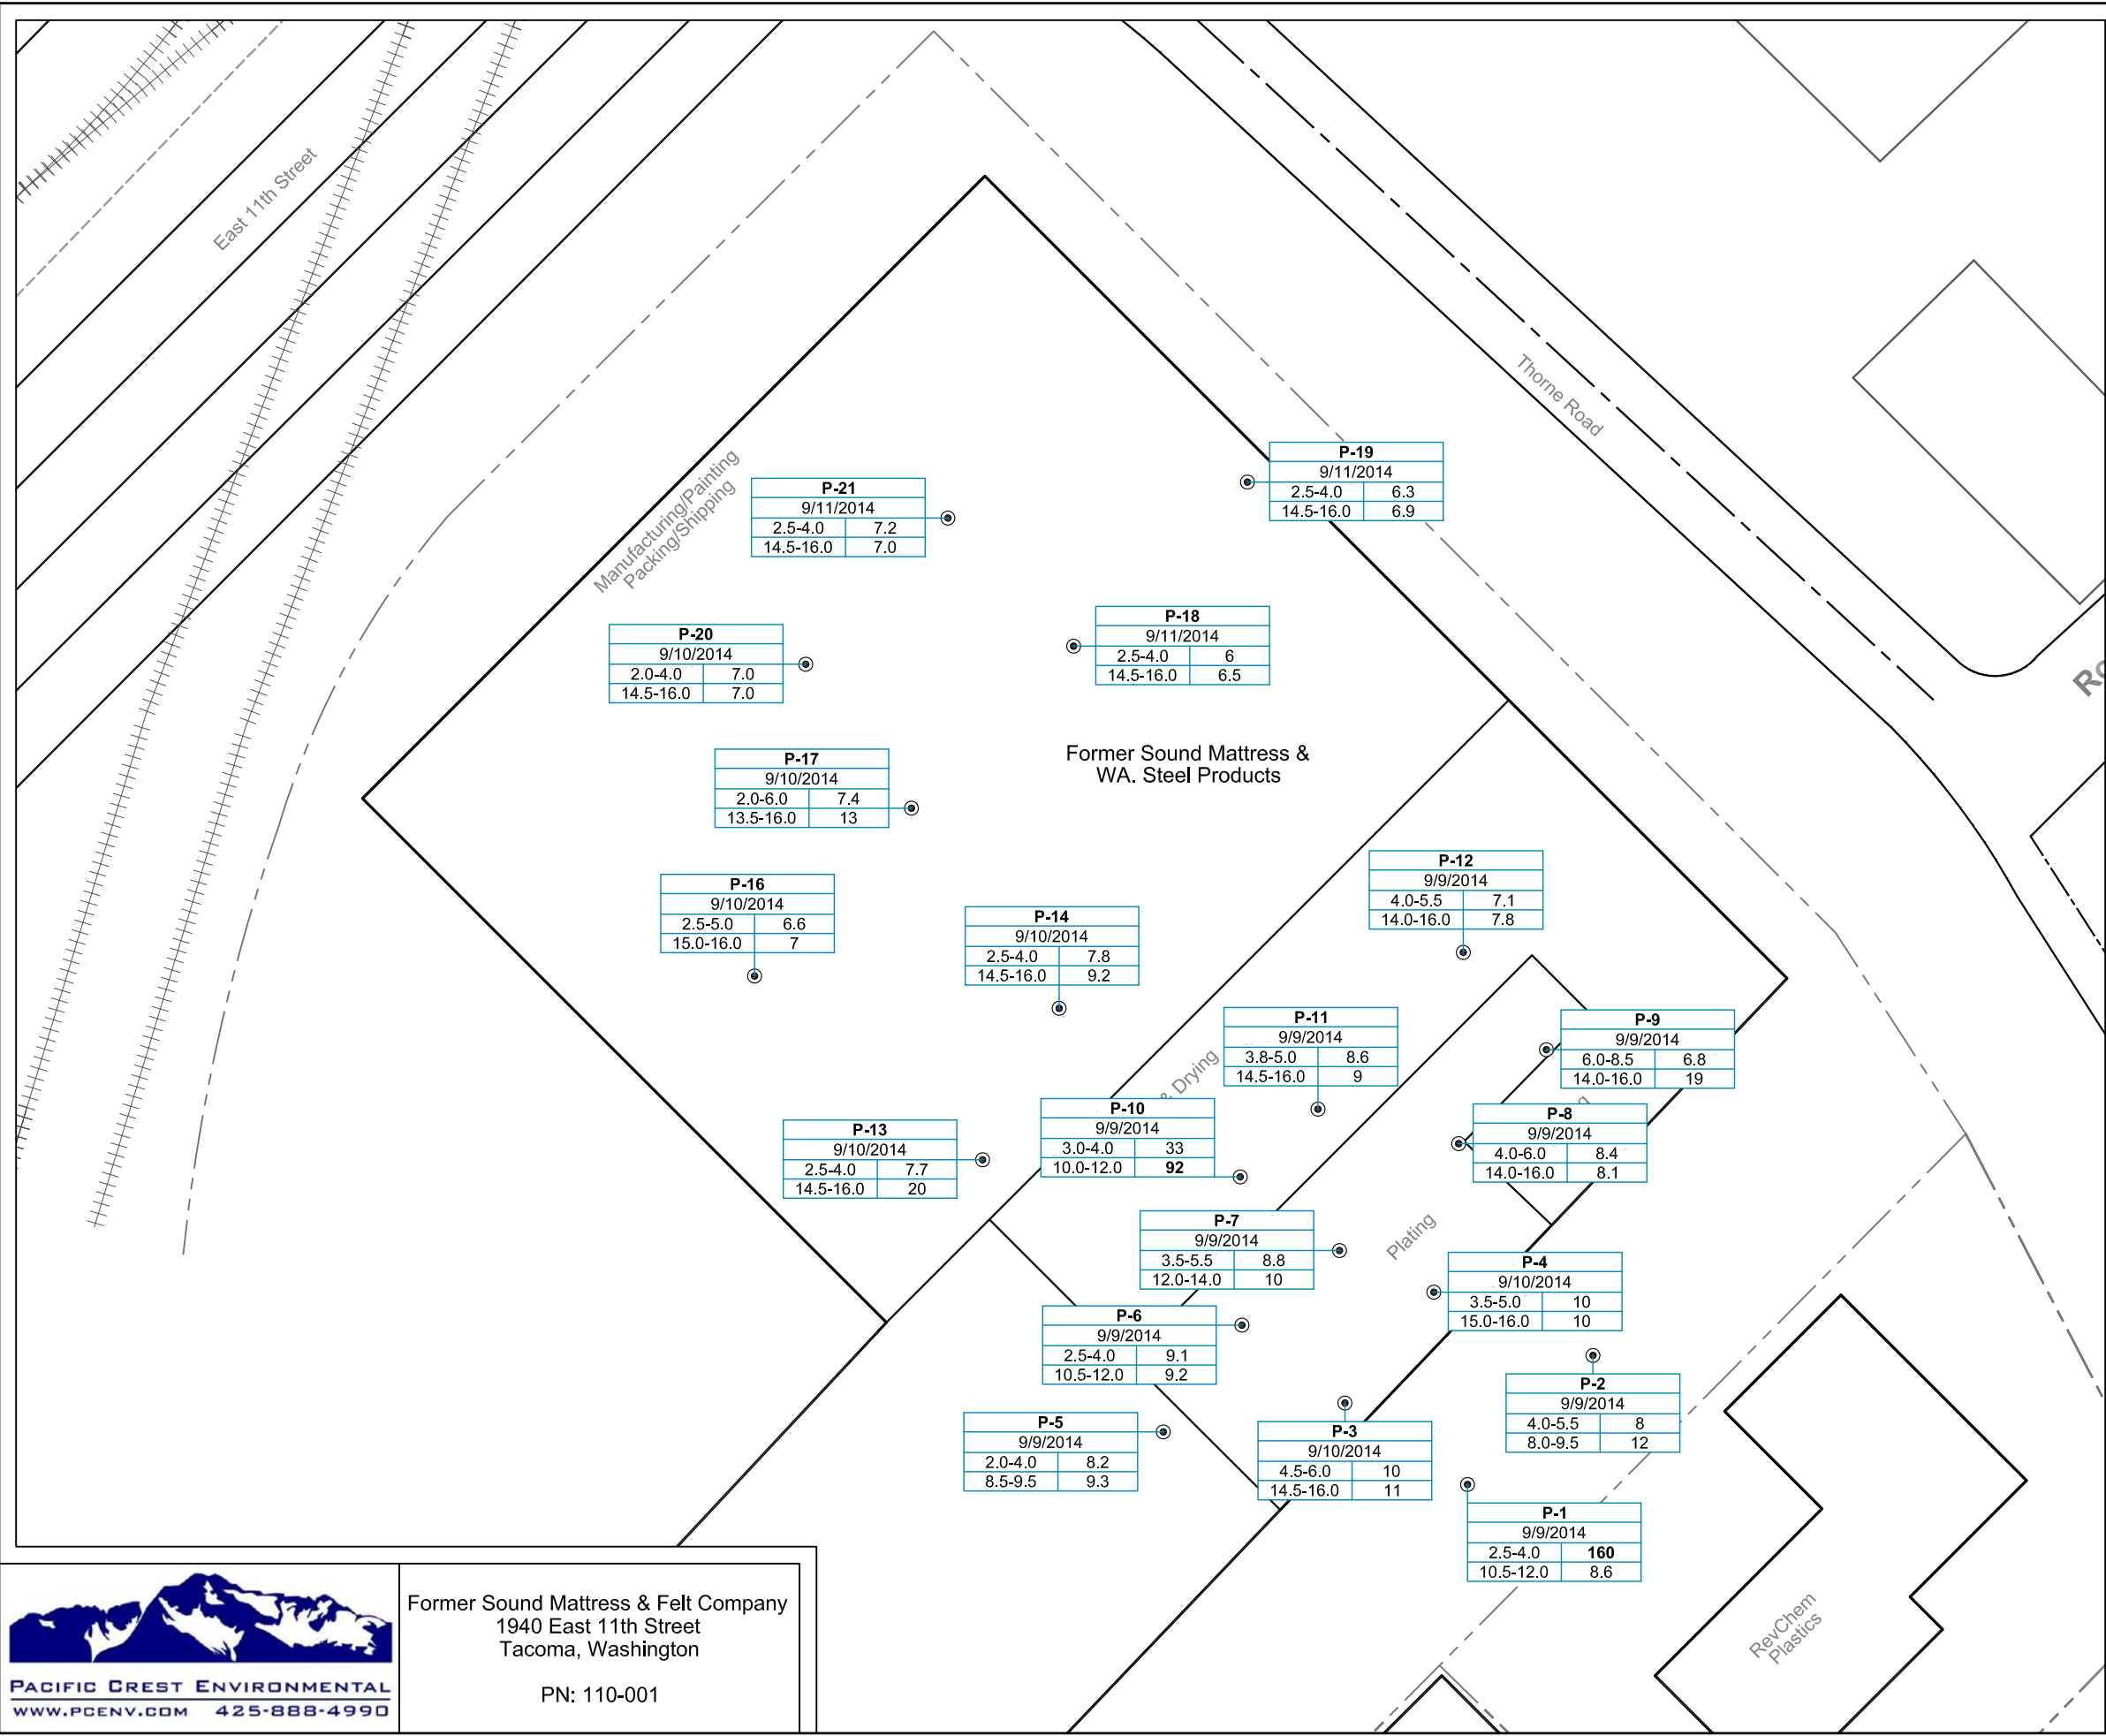 East 11th Street
Thorne Road
Ro
Manufacturing/Painting
Packing/Shipping
P-19
9/11/2014
2.5-4.0 6.3
14.5-16.0 6.9
P-21
9/11/2014
2.5-4.0 7.2
14.5-16.0 7.0
P-18
9/11/2014
2.5-4.0 6
14.5-16.0 6.5
P-20
9/10/2014
2.0-4.0 7.0
14.5-16.0 7.0
Former Sound Mattress &
WA. Steel Products
P-17
9/10/2014
2.0-6.0 7.4
13.5-16.0 13
P-12
9/9/2014
4.0-5.5 7.1
14.0-16.0 7.8
P-16
9/10/2014
2.5-5.0 6.6
15.0-16.0 7
P-14
9/10/2014
2.5-4.0 7.8
14.5-16.0 9.2
P-11
9/9/2014
3.8-5.0 8.6
14.5-16.0 9
P-9
9/9/2014
6.0-8.5 6.8
14.0-16.0 19
& Drying
P-10
9/9/2014
3.0-4.0 33
10.0-12.0 92
P-8
9/9/2014
4.0-6.0 8.4
14.0-16.0 8.1
P-13
9/10/2014
2.5-4.0 7.7
14.5-16.0 20
P-7
9/9/2014
3.5-5.5 8.8
12.0-14.0 10
Plating
P-4
9/10/2014
3.5-5.0 10
15.0-16.0 10
P-6
9/9/2014
2.5-4.0 9.1
10.5-12.0 9.2
P-2
9/9/2014
4.0-5.5 8
8.0-9.5 12
P-5
9/9/2014
2.0-4.0 8.2
8.5-9.5 9.3
P-3
9/10/2014
4.5-6.0 10
14.5-16.0 11
P-1
9/9/2014
2.5-4.0 160
10.5-12.0 8.6
RevChem
Plastics
Former Sound Mattress & Felt Company
1940 East 11th Street
Tacoma, Washington
PN: 110-001
PACIFIC CREST ENVIRONMENTAL
WWW.PCENV.COM 425-888-4990